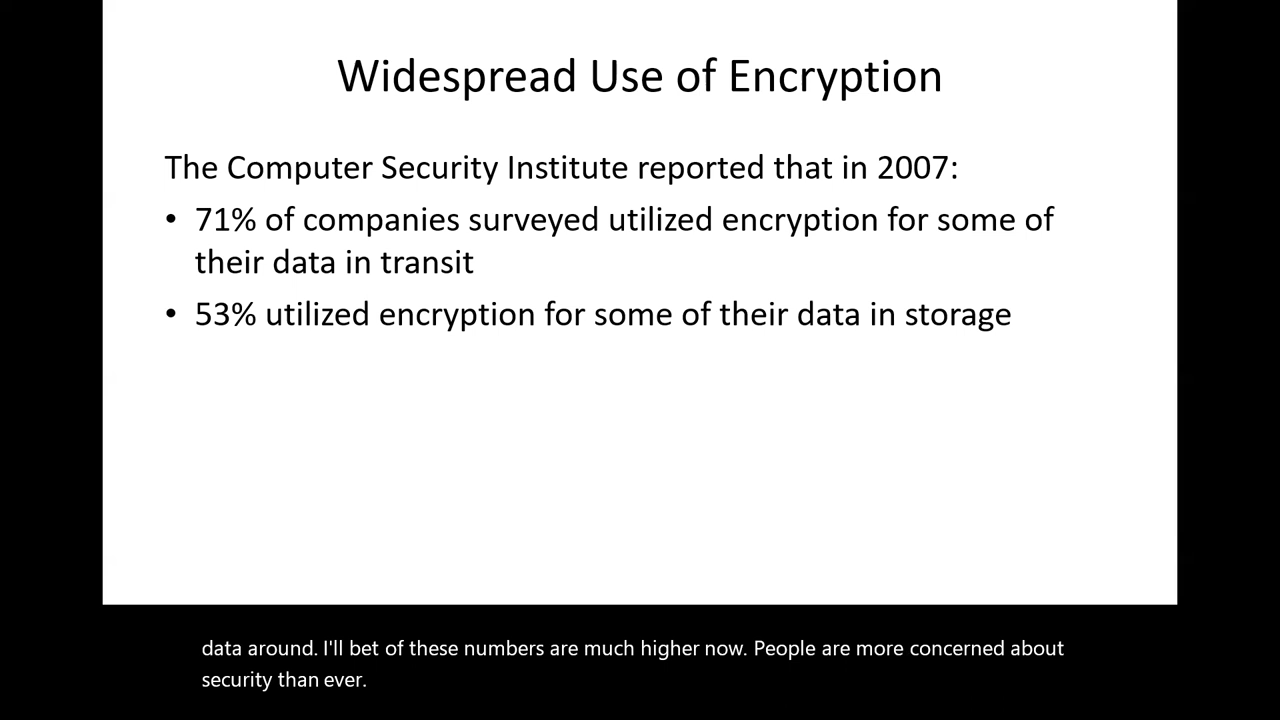 Widespread Use of Encryption
The Computer Security Institute reported that in 2007:
• 71% of companies surveyed utilized encryption for some of
their data in transit
• 53% utilized encryption for some of their data in storage
data around. I'll bet of these numbers are much higher now. People are more concerned about
security than ever.